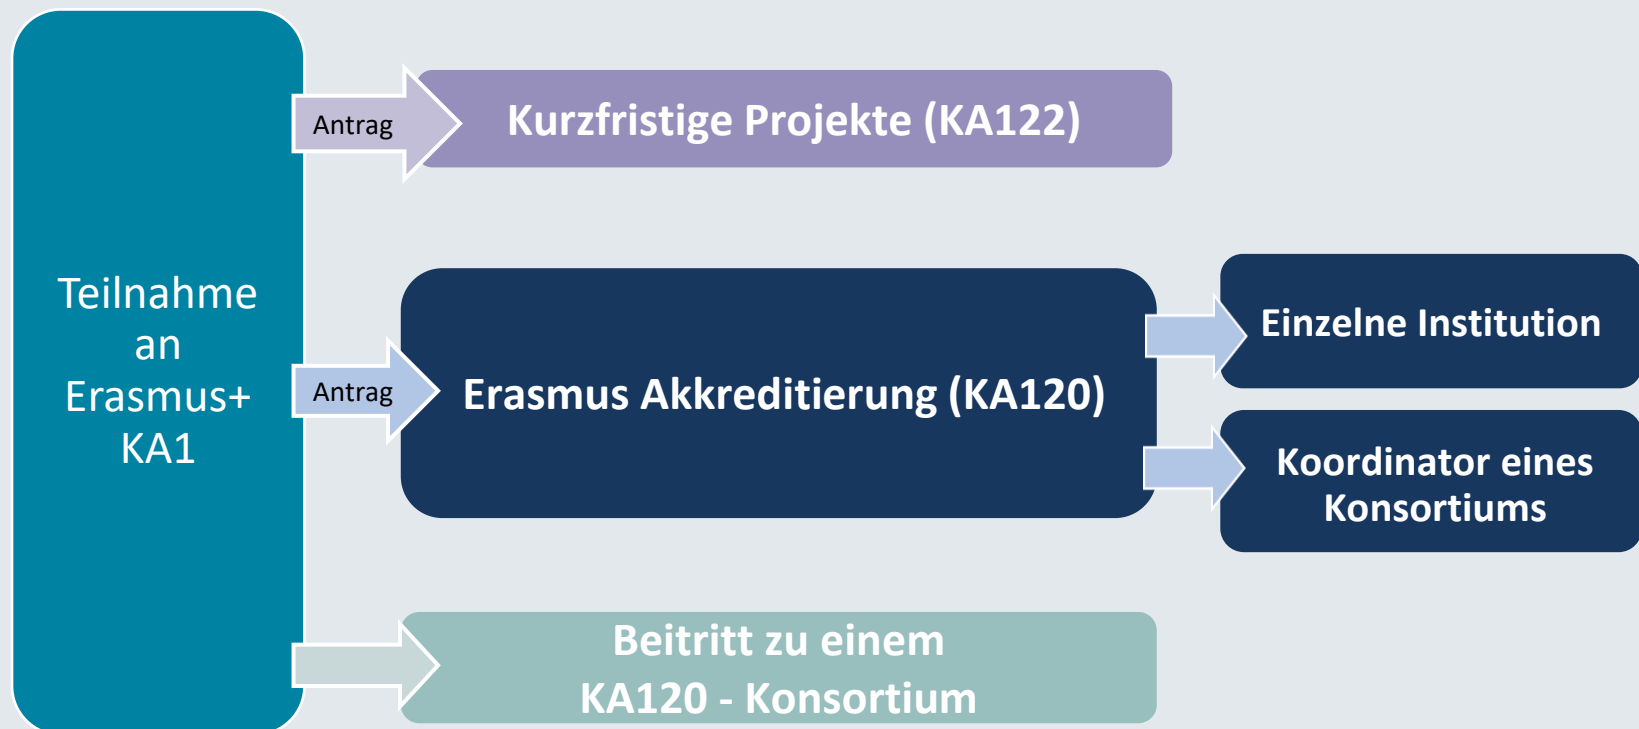 Teilnahme
an
Erasmus+
KA1
Antrag
Kurzfristige Projekte (KA122)
Antrag
Erasmus Akkreditierung (KA120)
Einzelne Institution
Koordinator eines
Konsortiums
Beitritt zu einem
KA120 - Konsortium